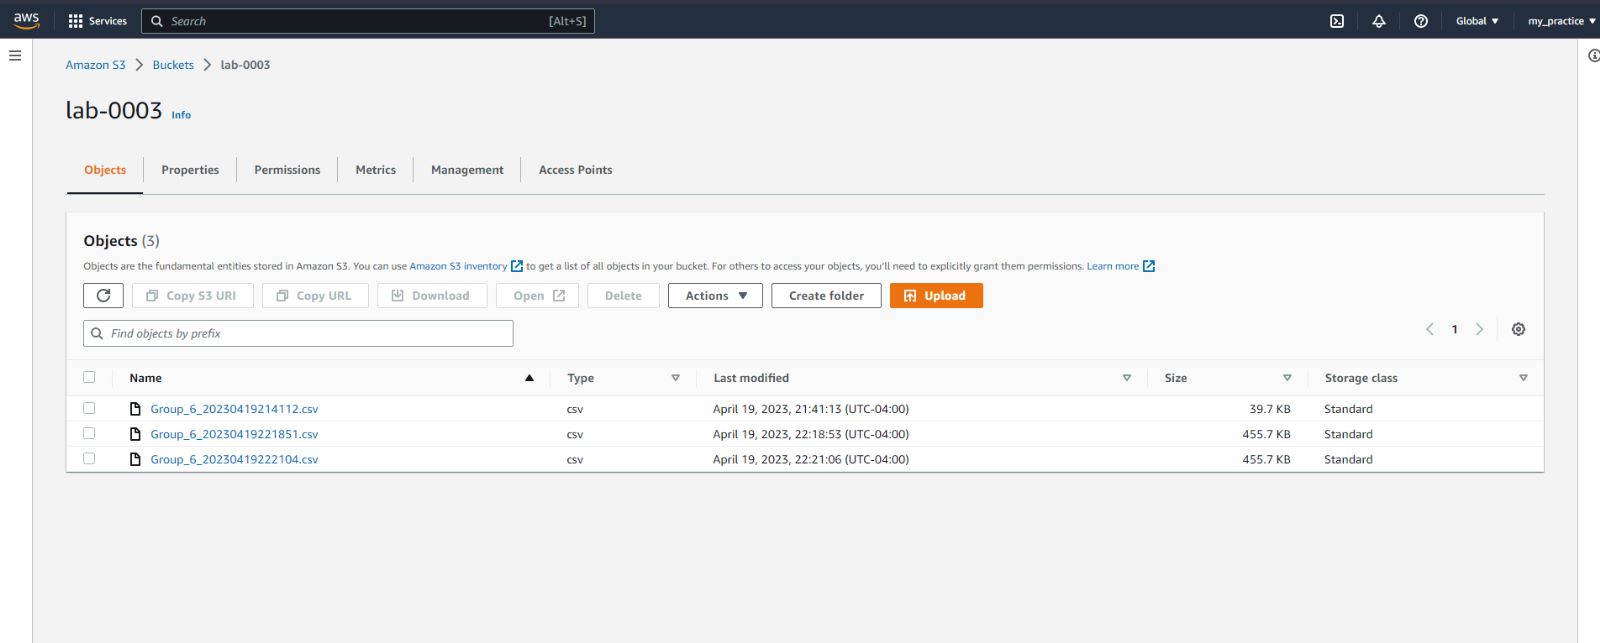 aws Services Search [Alt+S] Global my_practice
Amazon S3 Buckets lab-0003
lab-0003 Info
Objects Properties Permissions Metrics Management Access Points
Objects (3)
Objects are the fundamental entities stored in Amazon S3. You can use Amazon S3 inventory to get a list of all objects in your bucket. For others to access your objects, you'll need to explicitly grant them permissions. Learn more
Copy S3 URI Copy URL Download Open Delete Actions Create folder Upload
Find objects by prefix 1
Name Type Last modified Size Storage class
Group_6_20230419214112.csv csv April 19, 2023, 21:41:13 (UTC-04:00) 39.7 KB Standard
Group_6_20230419221851.csv csv April 19, 2023, 22:18:53 (UTC-04:00) 455.7 KB Standard
Group_6_20230419222104.csv csv April 19, 2023, 22:21:06 (UTC-04:00) 455.7 KB Standard